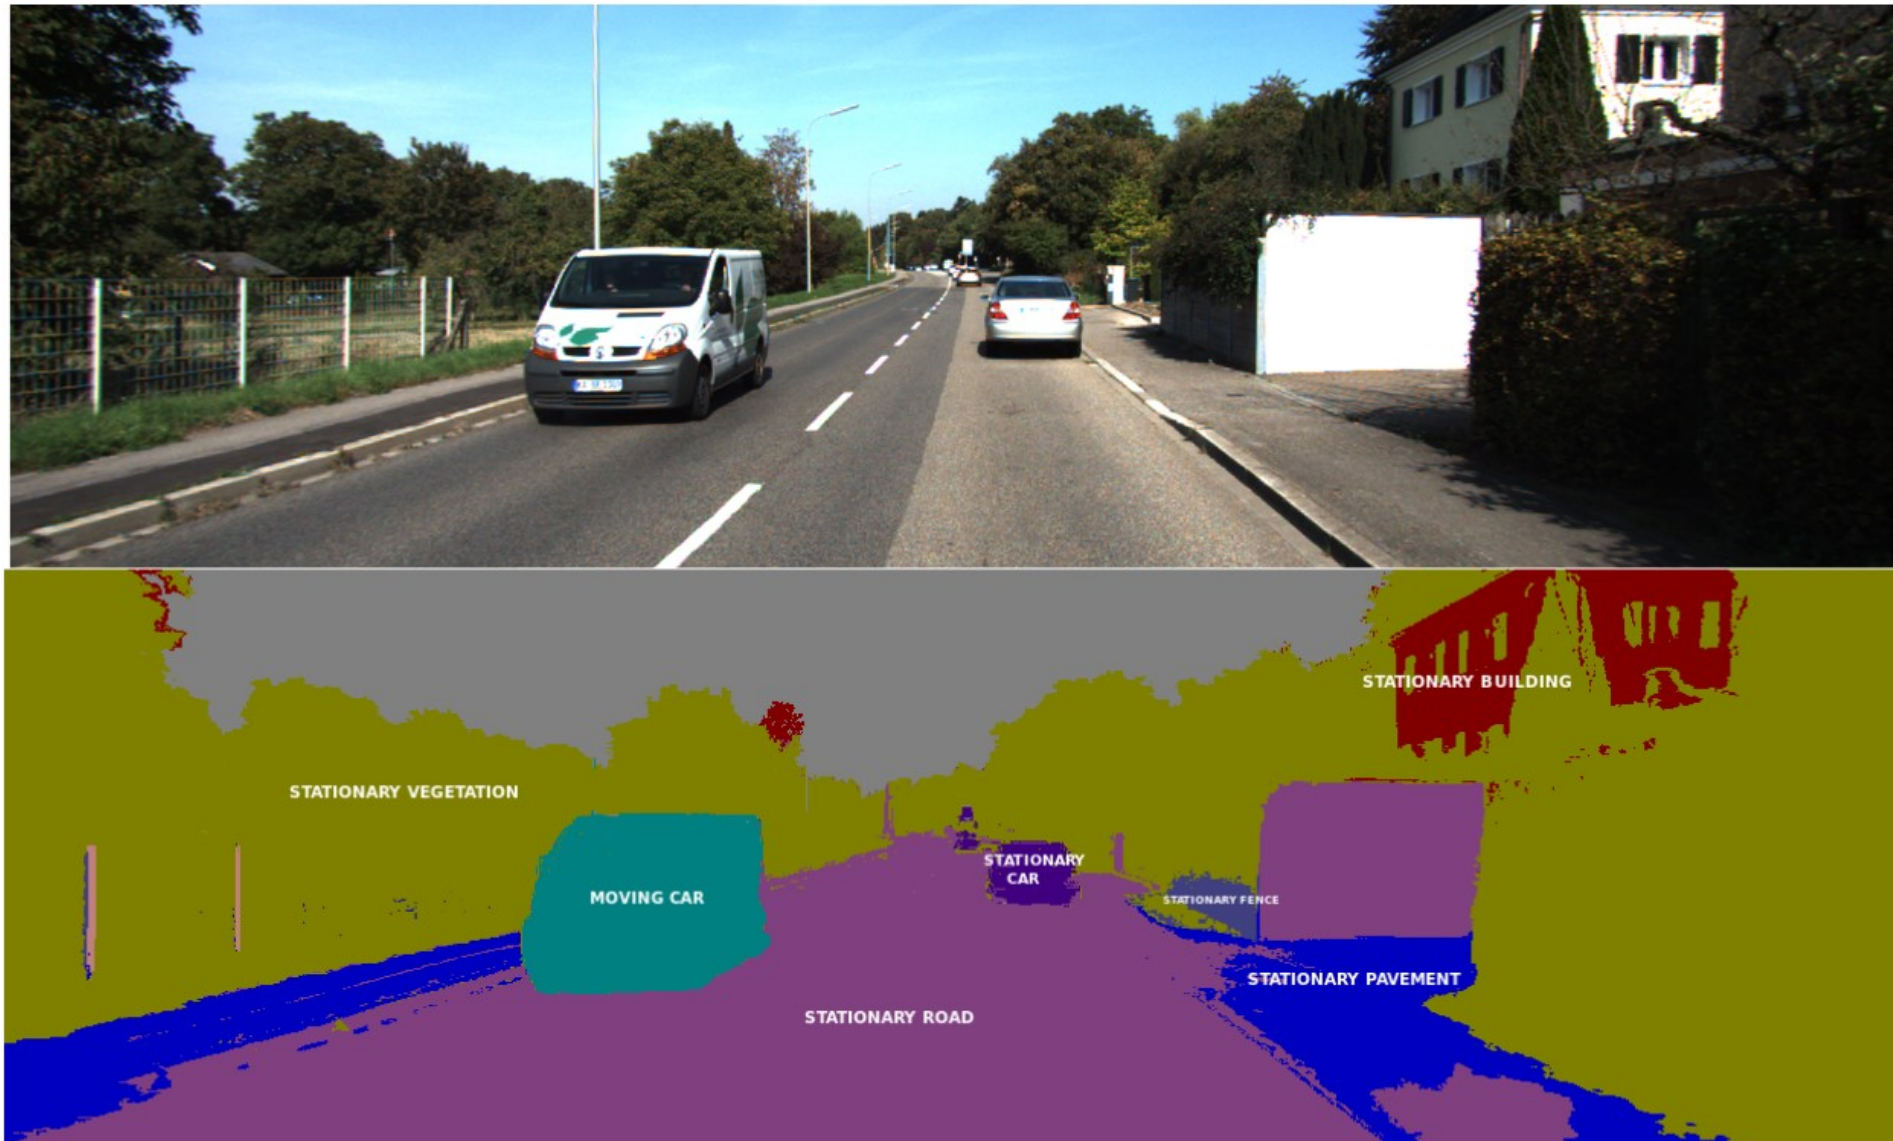 STATIONARY BUILDING
STATIONARY VEGETATION
STATIONARY
CAR
MOVING CAR
STATIONARY FENCE
STATIONARY PAVEMENT
STATIONARY ROAD